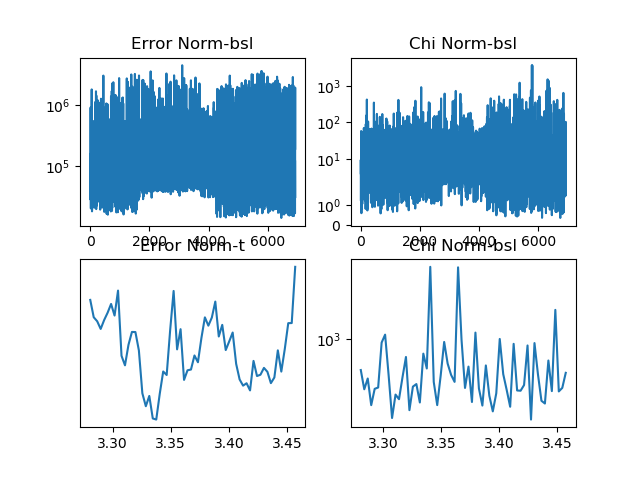 Error Norm-bsl
Chi Norm-bsl
10^6
10^5
0 2000 4000 6000
10^3
10^2
10^1
10^0
0
0 2000 4000 6000
Error Norm-t
Chi Norm-bsl
3.30 3.35 3.40 3.45
10^3
3.30 3.35 3.40 3.45